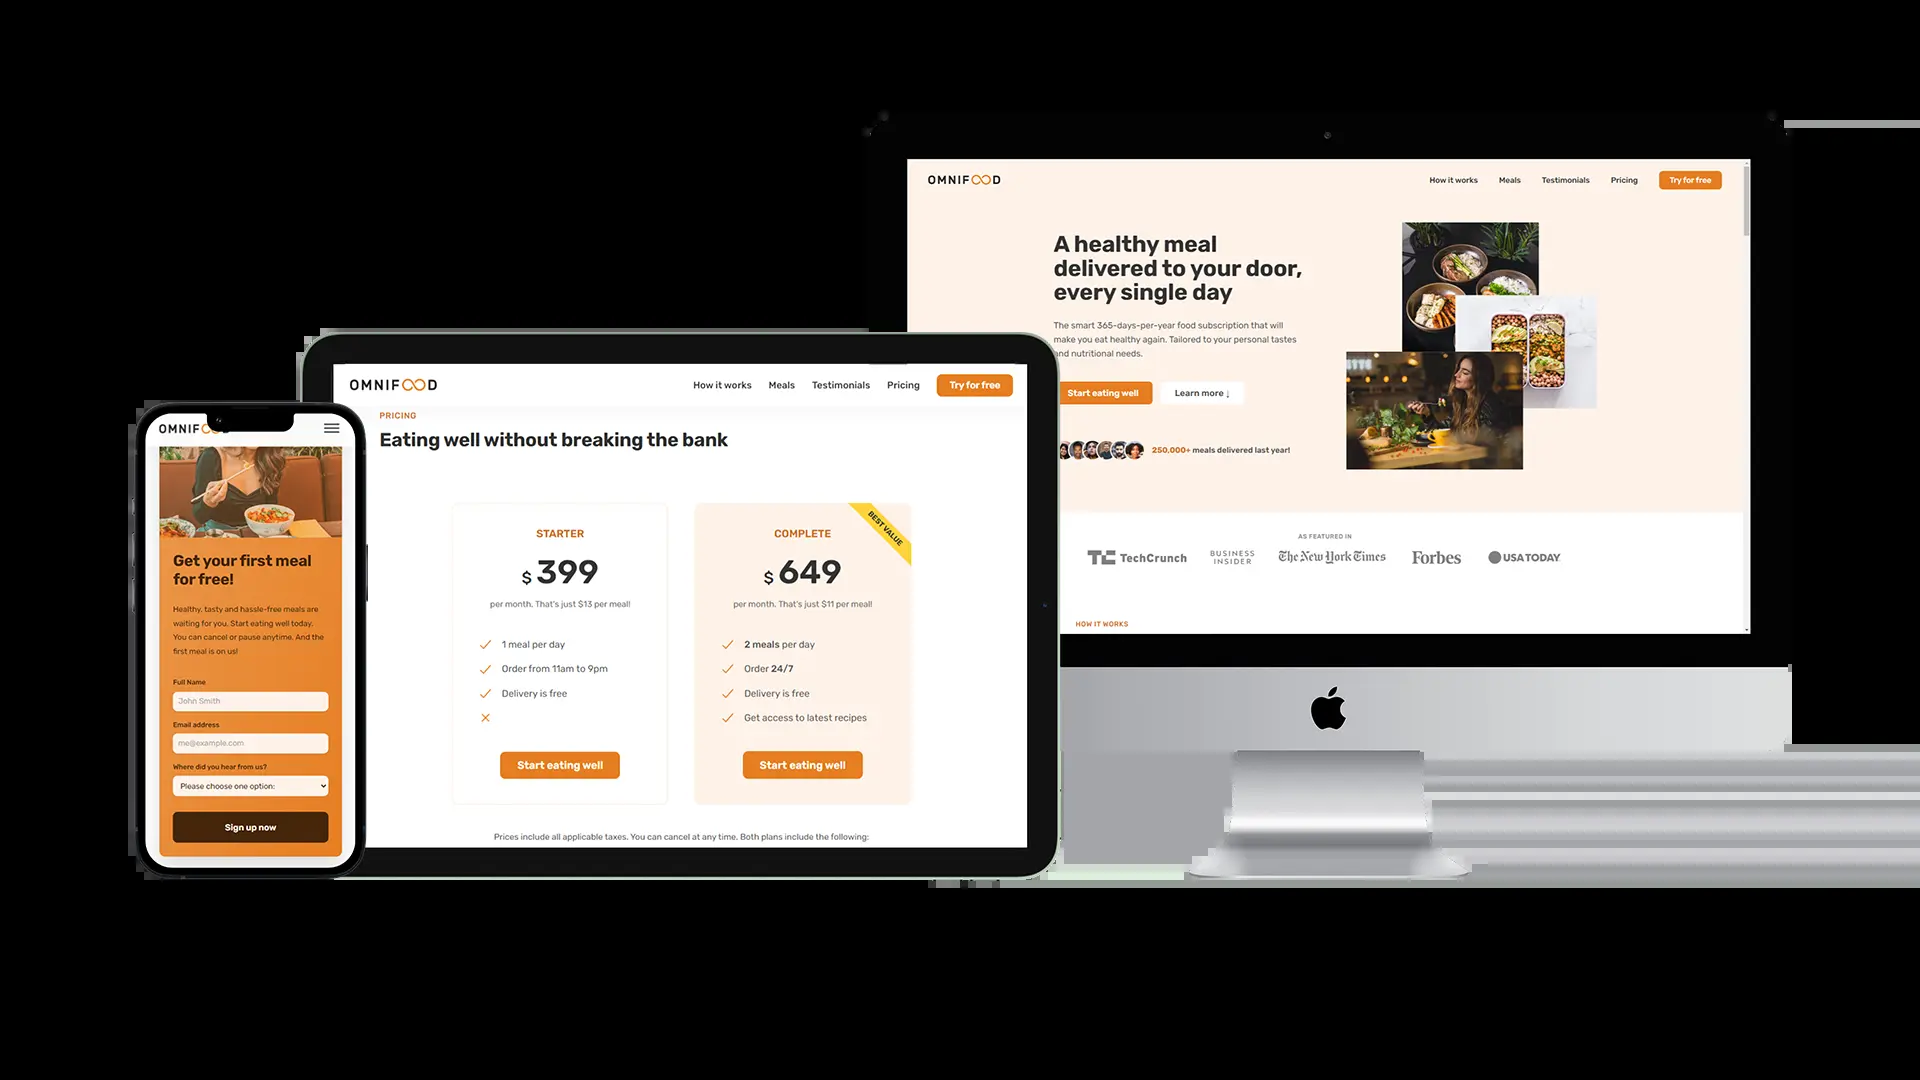 OMNIFOOD
How it works
Meals
Testimonials
Pricing
Try for free
A healthy meal
delivered to your door,
every single day
The smart 365-days-per-year food subscription that will
make you eat healthy again. Tailored to your personal tastes
and nutritional needs.
Start eating well
Learn more ↓
250,000+ meals delivered last year!
AS FEATURED IN
TC TechCrunch
BUSINESS
INSIDER
The New York Times
Forbes
USA TODAY
HOW IT WORKS
OMNIFOOD
How it works
Meals
Testimonials
Pricing
Try for free
PRICING
Eating well without breaking the bank
STARTER
$ 399
per month. That's just $13 per meal!
1 meal per day
Order from 11am to 9pm
Delivery is free
Start eating well
BEST VALUE
COMPLETE
$ 649
per month. That's just $11 per meal!
2 meals per day
Order 24/7
Delivery is free
Get access to latest recipes
Start eating well
Prices include all applicable taxes. You can cancel at any time. Both plans include the following:
OMNIFOOD
Get your first meal
for free!
Healthy, tasty and hassle-free meals are
waiting for you. Start eating well today.
You can cancel or pause anytime. And the
first meal is on us!
Full Name
John Smith
Email address
me@example.com
Where did you hear from us?
Please choose one option:
Sign up now